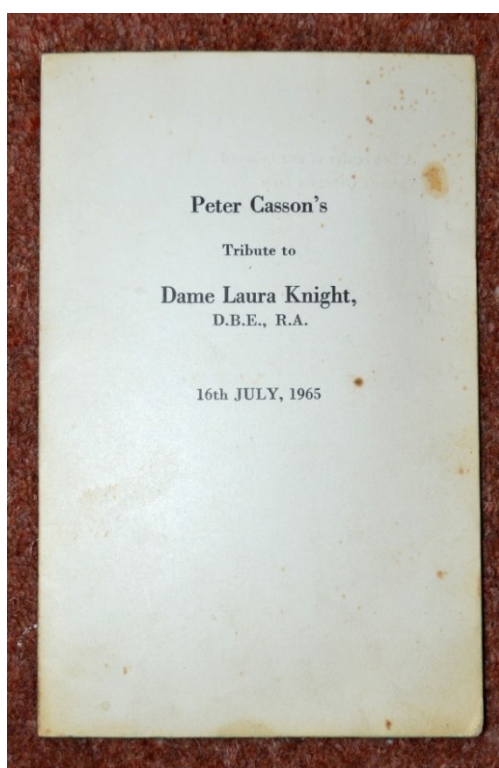 Peter Casson's
Tribute to
Dame Laura Knight,
D.B.E., R.A.
16th JULY, 1965